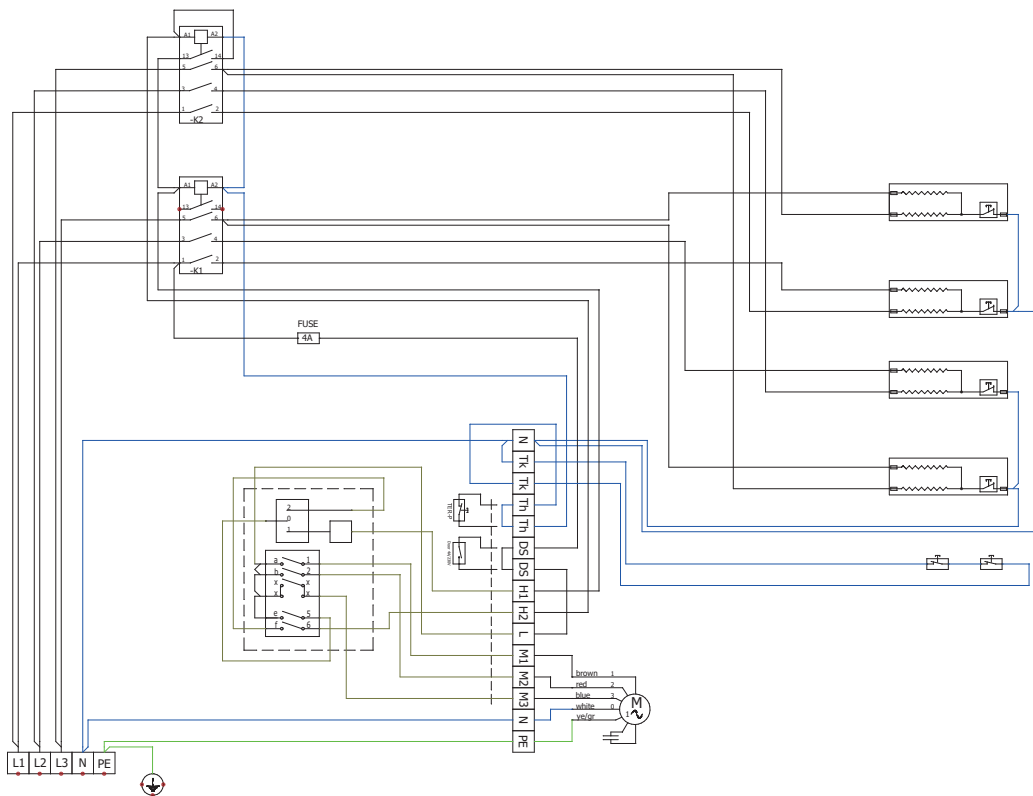 A1 A2
13 14
5 6
3 4
1 2
-K2
A1 A2
13 14
5 6
3 4
1 2
-K1
FUSE
4A
N
Tk
Tk
Th
Th
DS
DS
H1
H2
L
M1
M2
M3
N
PE
TER-P
2
0
1
a 1
b 2
x x
x x
e 5
f 6
brown 1
red 2
blue 3
white 0
ye/gr
M
1
L1 L2 L3 N PE